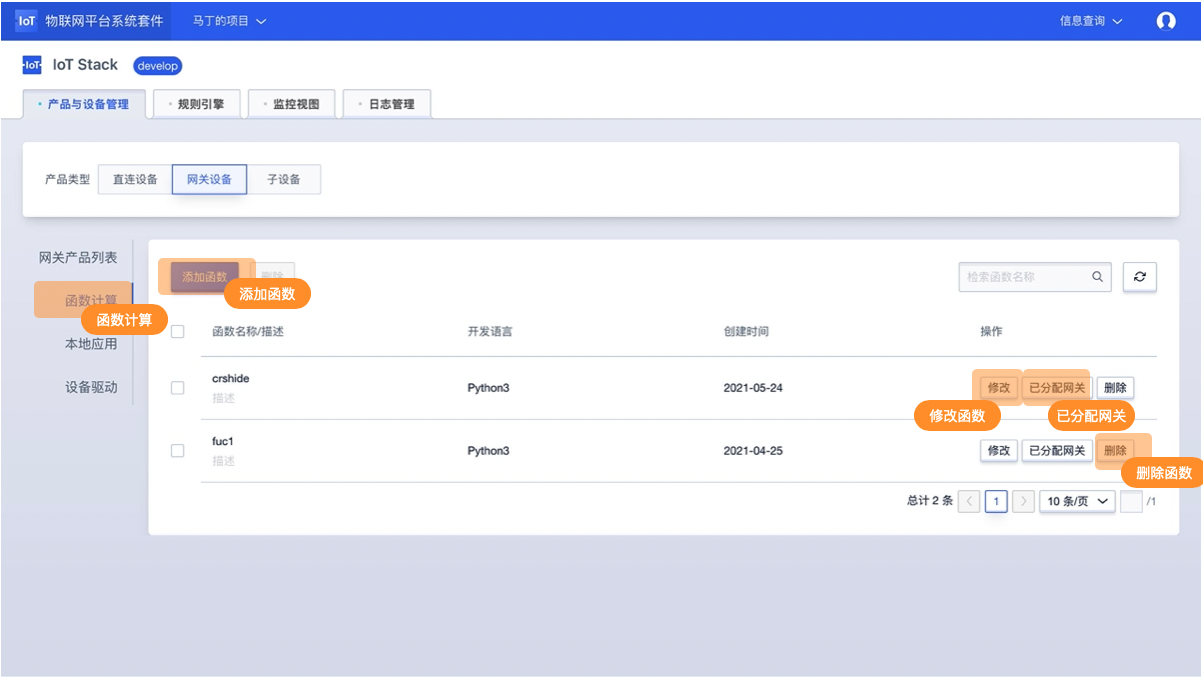 IoT 物联网平台系统套件 马丁的项目 信息查询
IoT IoT Stack develop
产品与设备管理 规则引擎 监控视图 日志管理
产品类型 直连设备 网关设备 子设备
网关产品列表
函数计算
函数计算
本地应用
设备驱动
添加函数 删除 检索函数名称
添加函数
函数名称/描述 开发语言 创建时间 操作
crshide Python3 2021-05-24 修改 已分配网关 删除
描述
修改函数 已分配网关
fuc1 Python3 2021-04-25 修改 已分配网关 删除
描述
删除函数
总计 2 条 1 10 条/页 /1